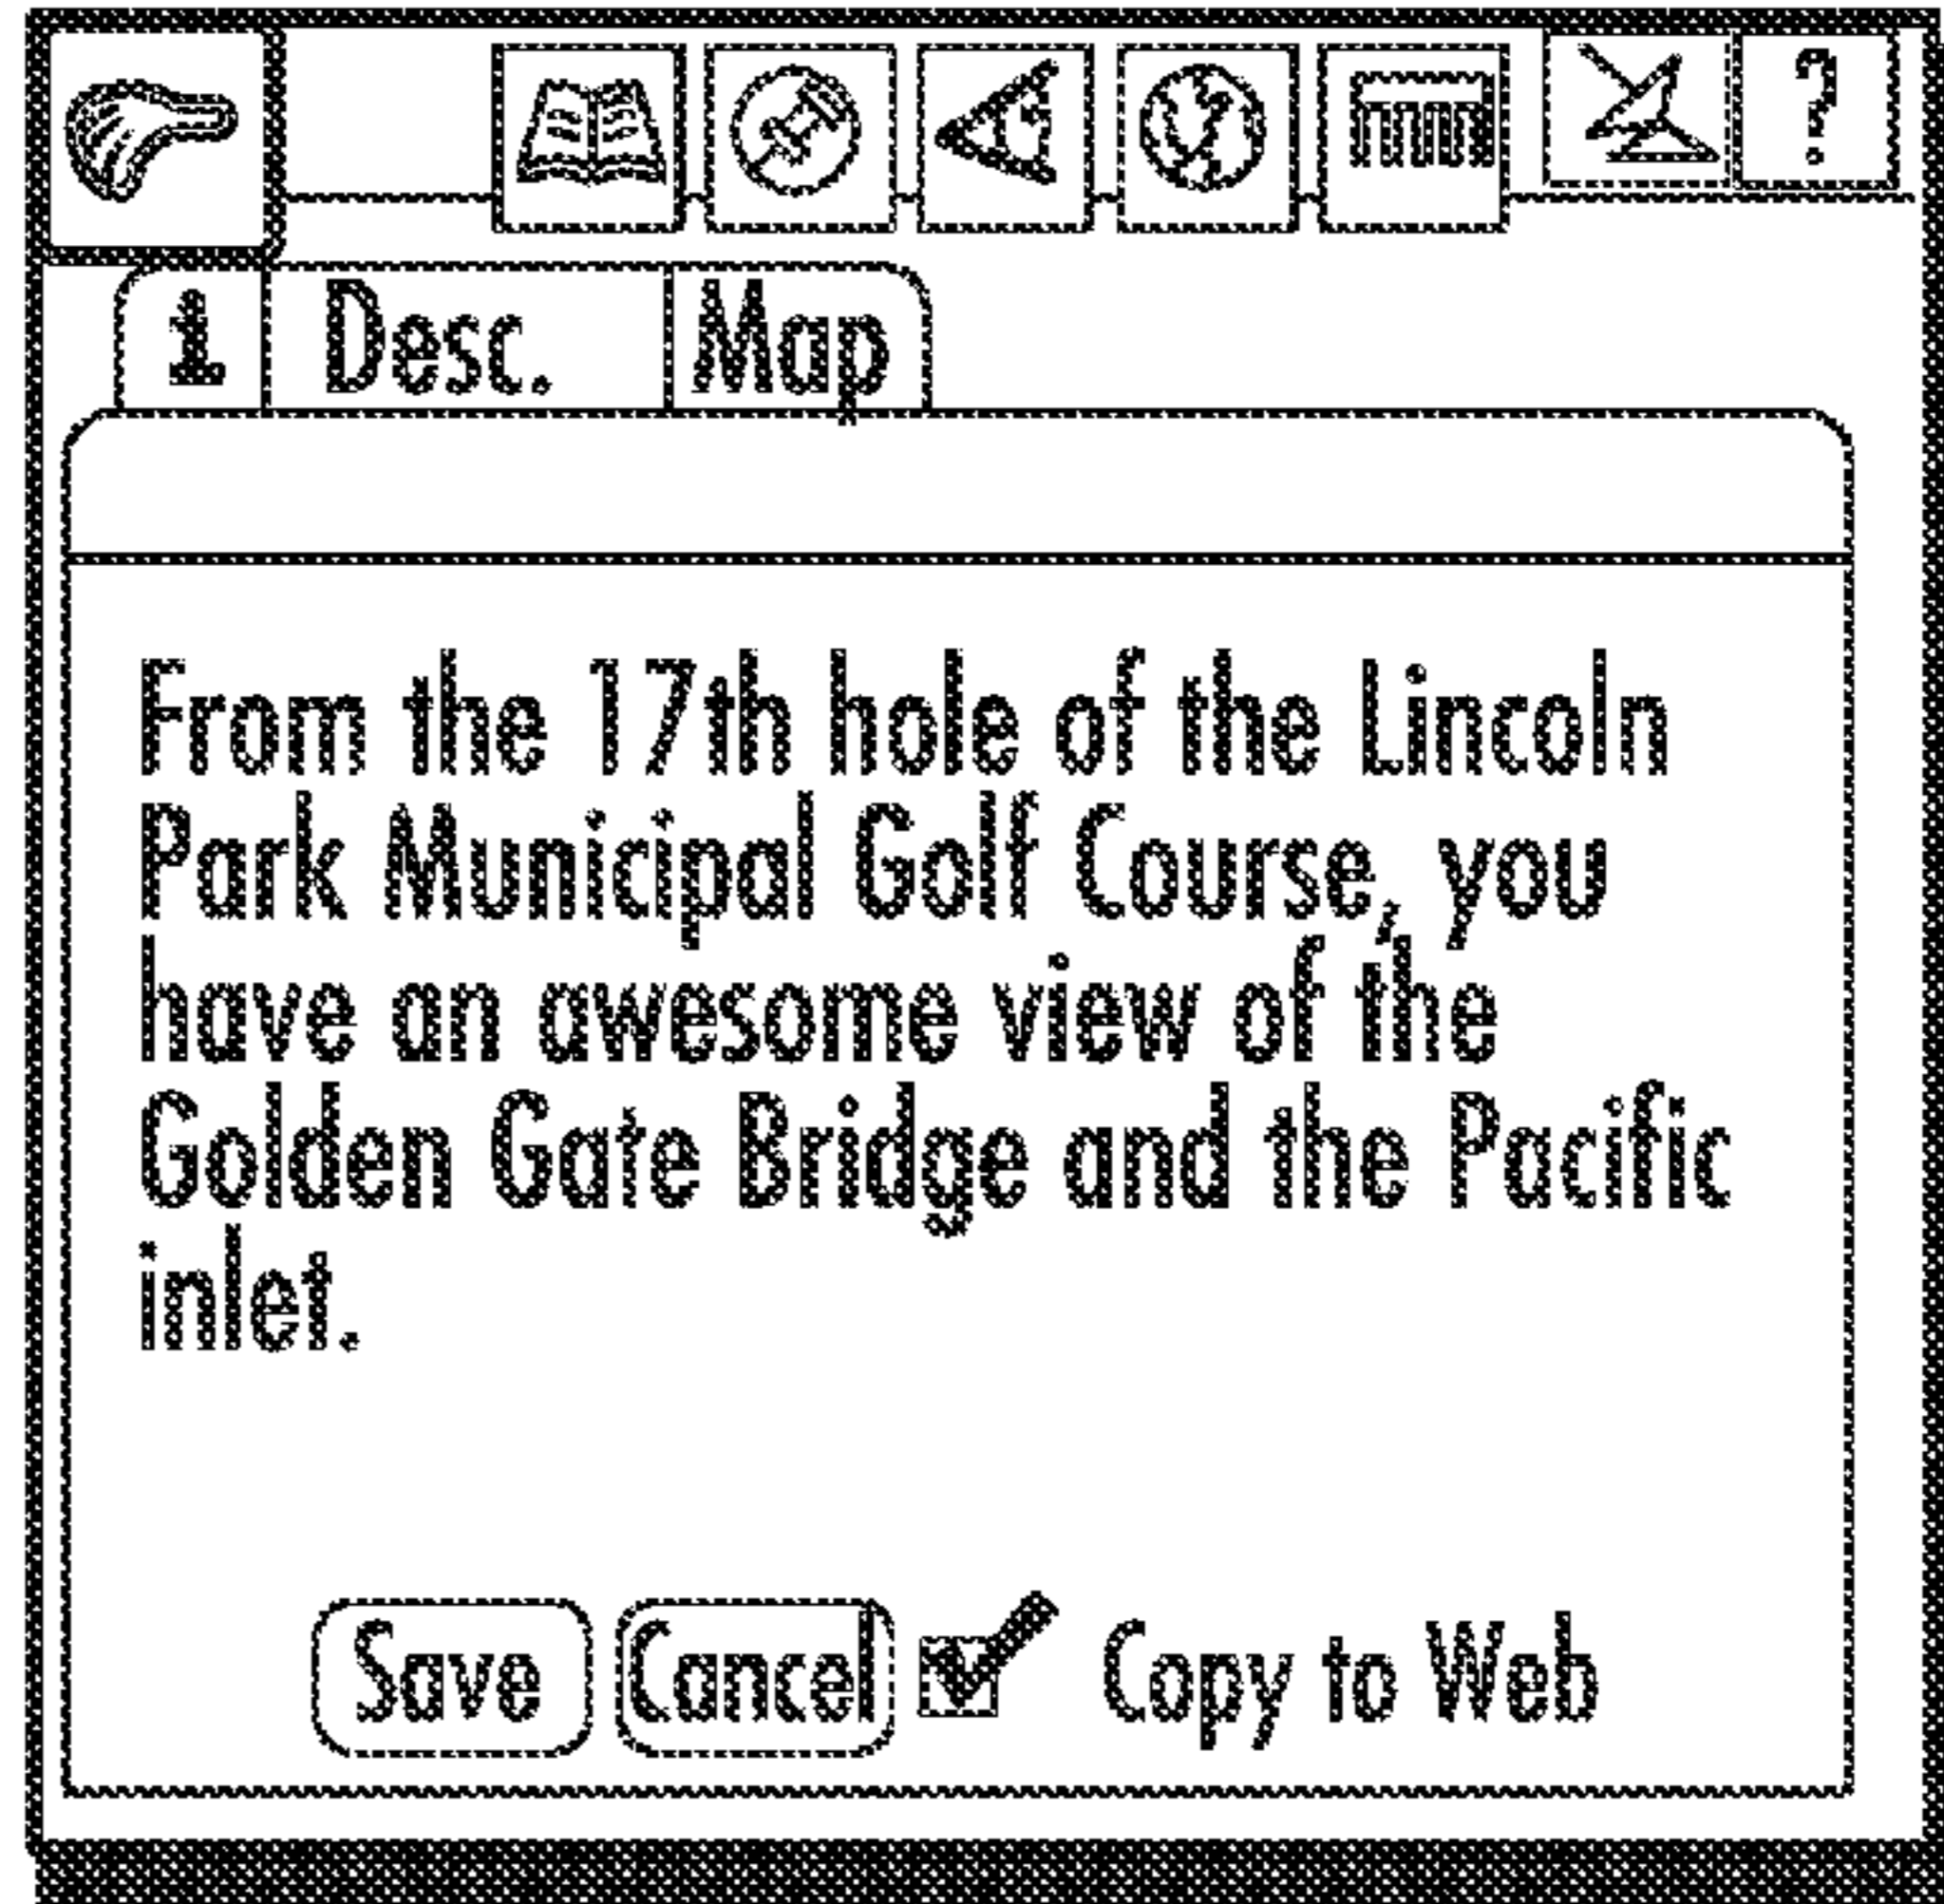 ?
1 Desc. Map
From the 17th hole of the Lincoln
Park Municipal Golf Course, you
have an awesome view of the
Golden Gate Bridge and the Pacific
inlet.
Save Cancel Copy to Web